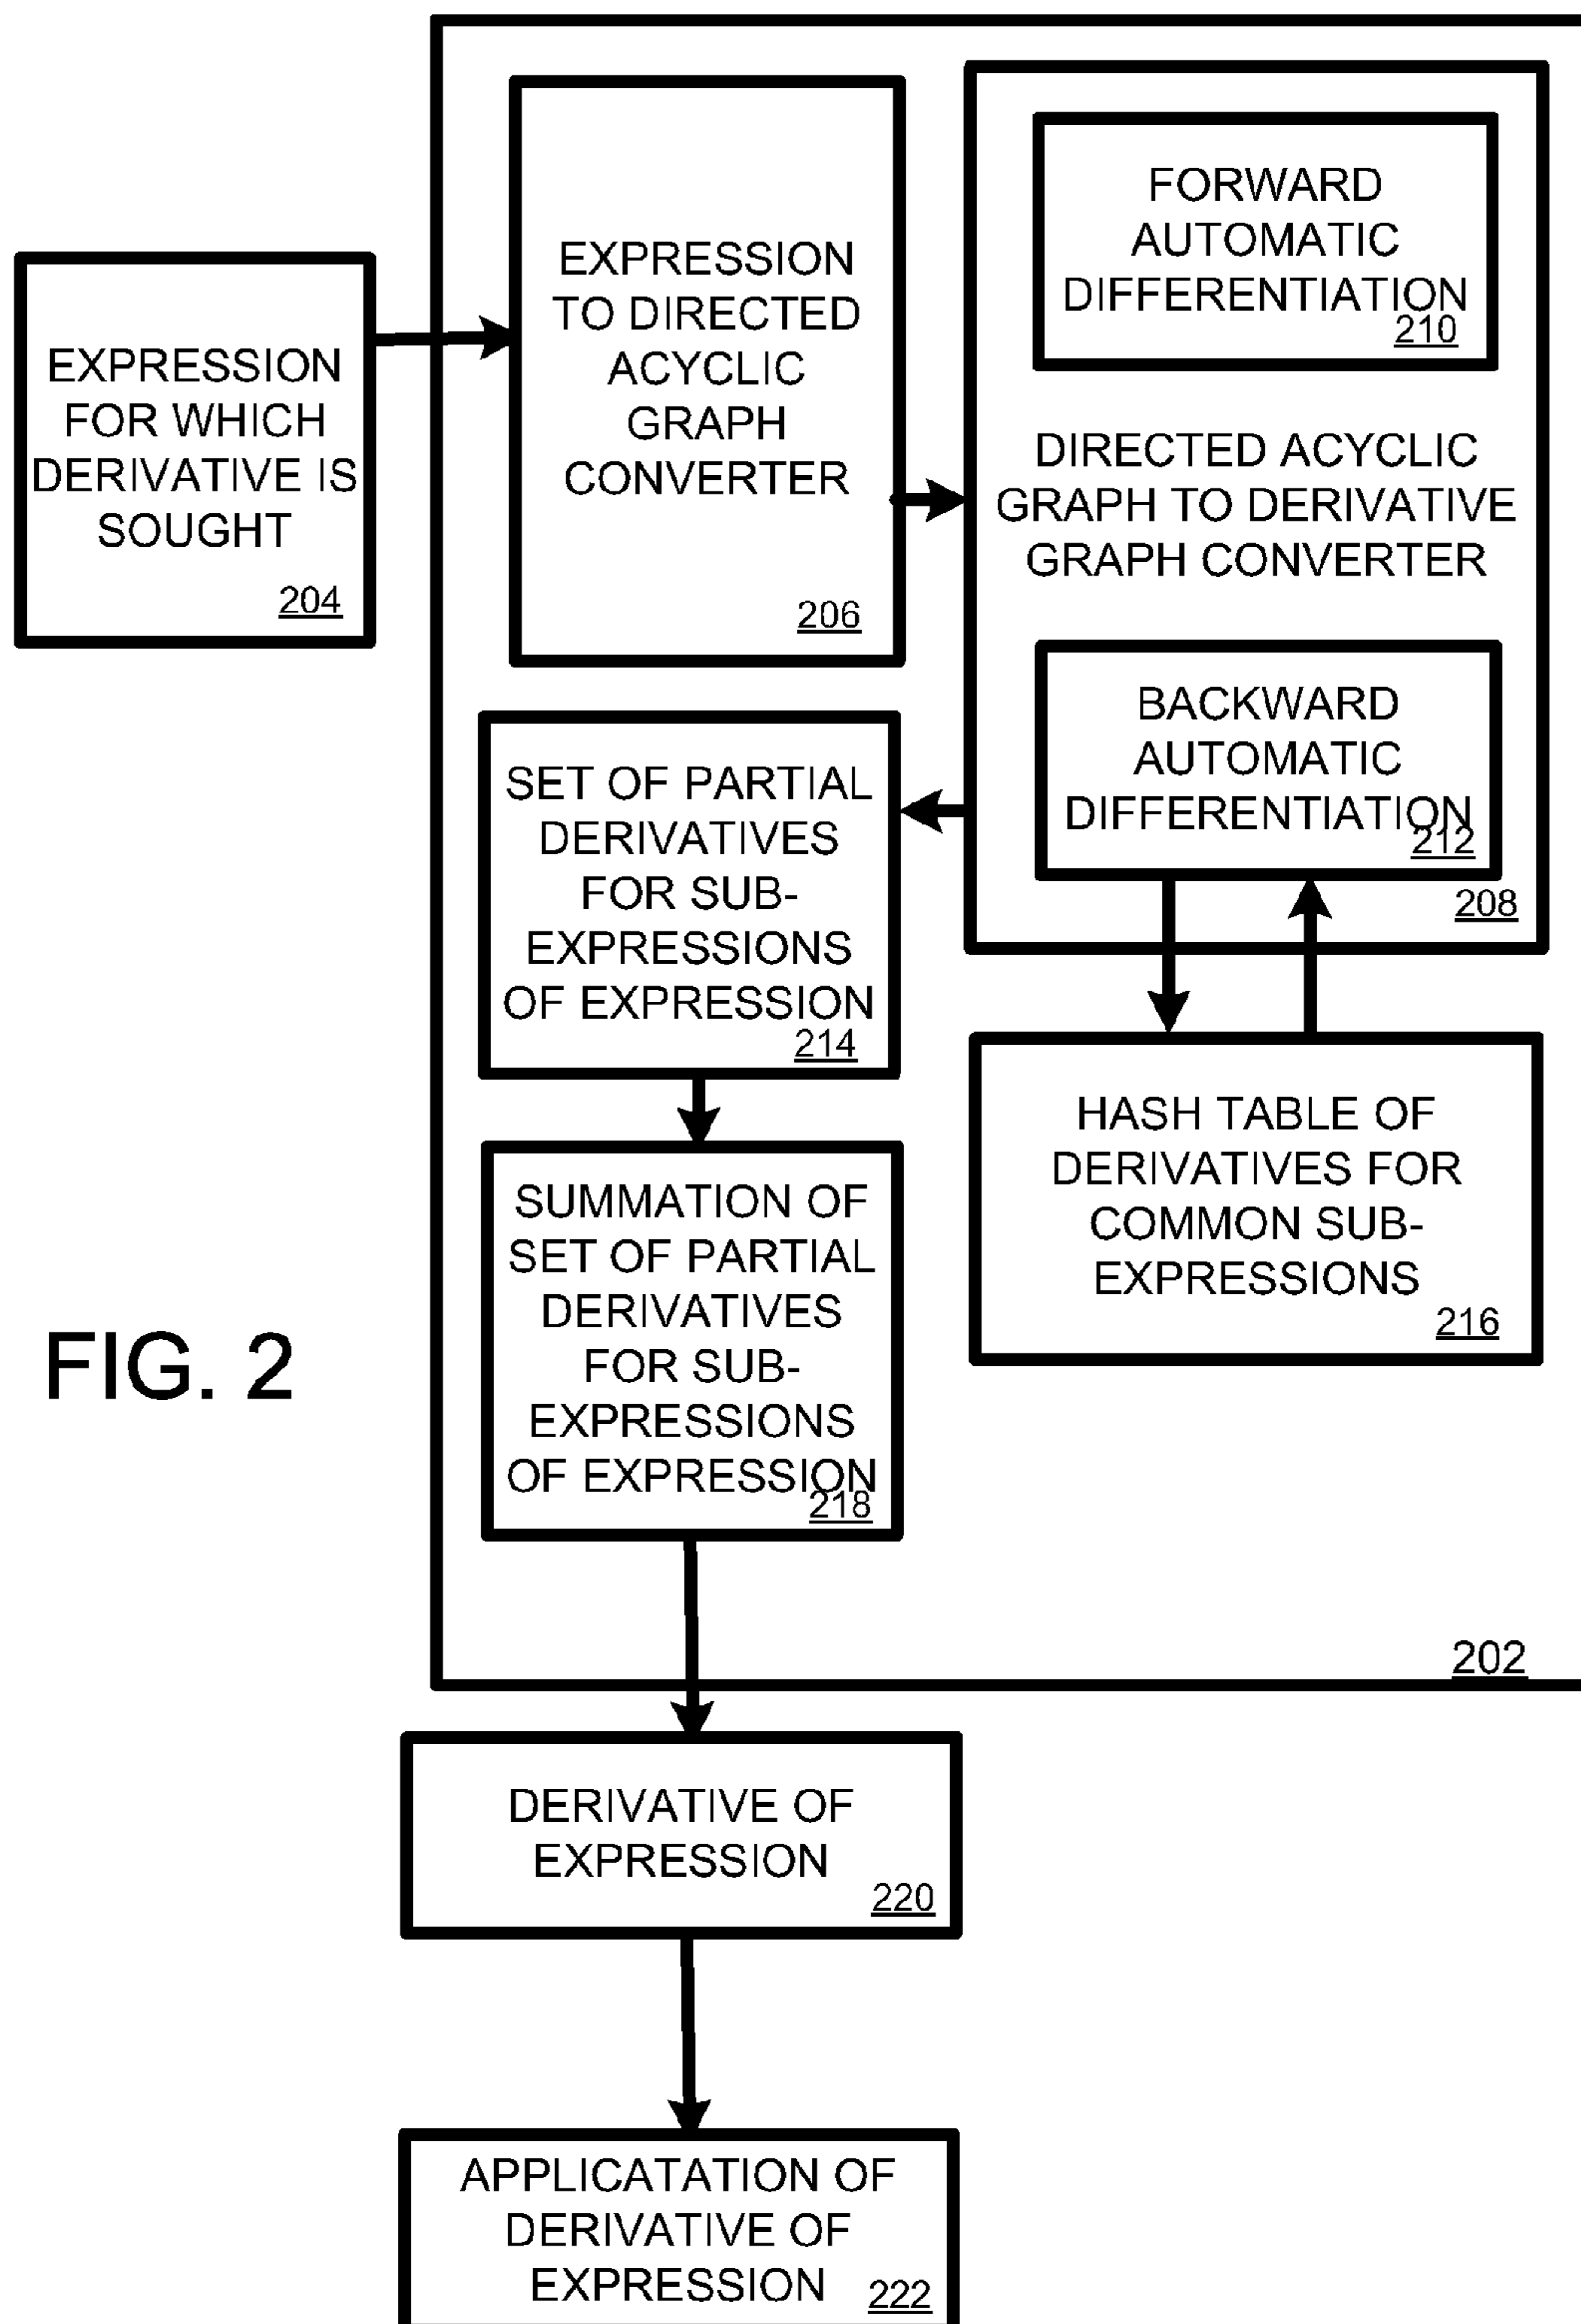 EXPRESSION
FOR WHICH
DERIVATIVE IS
SOUGHT
204
EXPRESSION
TO DIRECTED
ACYCLIC
GRAPH
CONVERTER
206
FORWARD
AUTOMATIC
DIFFERENTIATION
210
DIRECTED ACYCLIC
GRAPH TO DERIVATIVE
GRAPH CONVERTER
BACKWARD
AUTOMATIC
DIFFERENTIATION
212
208
SET OF PARTIAL
DERIVATIVES
FOR SUB-
EXPRESSIONS
OF EXPRESSION
214
HASH TABLE OF
DERIVATIVES FOR
COMMON SUB-
EXPRESSIONS
216
SUMMATION OF
SET OF PARTIAL
DERIVATIVES
FOR SUB-
EXPRESSIONS
OF EXPRESSION
218
FIG. 2
202
DERIVATIVE OF
EXPRESSION
220
APPLICATATION OF
DERIVATIVE OF
EXPRESSION
222